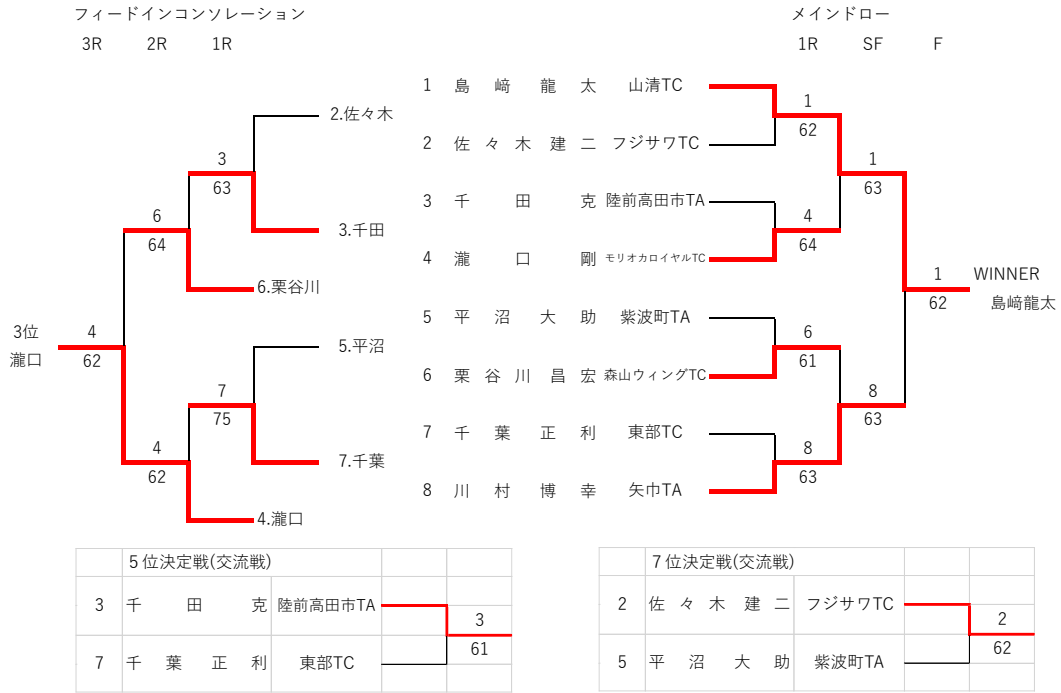 フィードインコンソレーション
メインドロー
3R 2R 1R
1R SF F
1 島﨑龍太 山清TC
2.佐々木
1
62
2 佐々木建二 フジサワTC
3
63
1
63
3 千田克 陸前高田市TA
6
64
3.千田
4
64
4 瀧口剛 モリオカロイヤルTC
6.栗谷川
1
62
WINNER
島﨑龍太
5 平沼大助 紫波町TA
3位
瀧口
4
62
5.平沼
6
61
6 栗谷川昌宏 森山ウィングTC
7
75
8
63
7 千葉正利 東部TC
4
62
7.千葉
8
63
8 川村博幸 矢巾TA
4.瀧口
5位決定戦(交流戦)
3 千田克 陸前高田市TA
3
61
7 千葉正利 東部TC
7位決定戦(交流戦)
2 佐々木建二 フジサワTC
2
62
5 平沼大助 紫波町TA